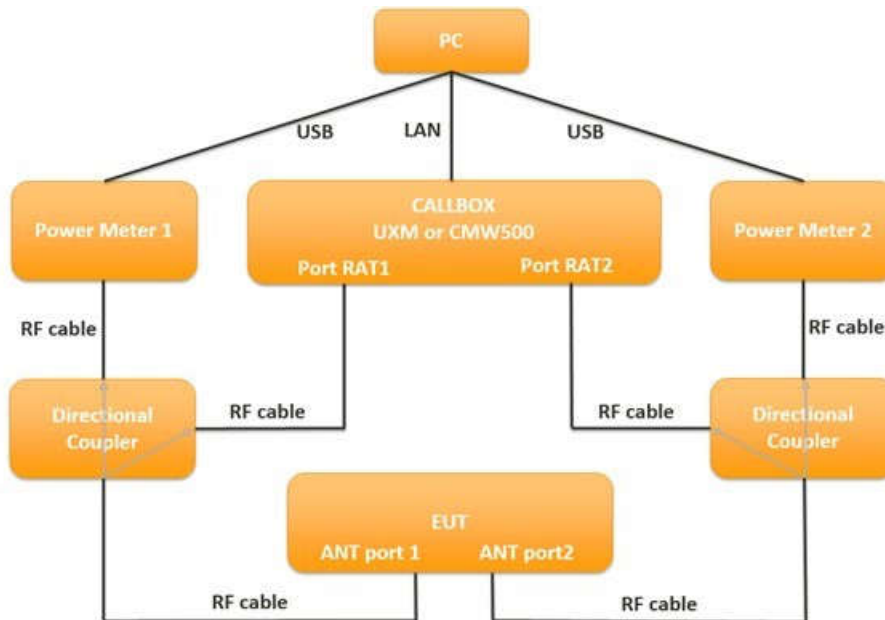 PC
USB
LAN
USB
Power Meter 1
CALLBOX
UXM or CMW500
Port RAT1
Port RAT2
Power Meter 2
RF cable
RF cable
Directional
Coupler
RF cable
RF cable
Directional
Coupler
EUT
ANT port 1
ANT port2
RF cable
RF cable